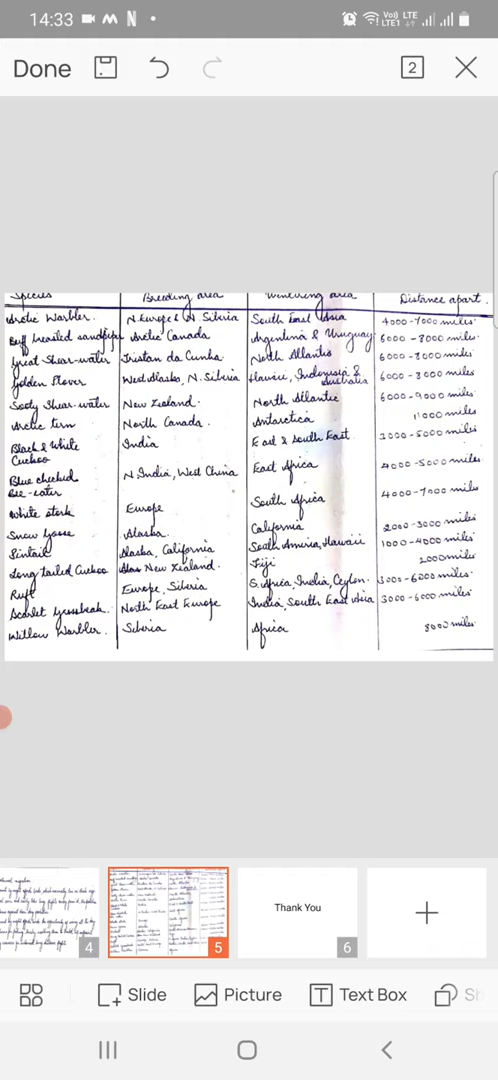 14:33 M N • Vo)) LTE LTE1
Done 2
Species Breeding area Wintering area Distance apart.
Arctic Warbler. N.Europe & N. Siberia South East Asia 4000-7000 miles
Buff breasted sandpiper Arctic Canada Argentina & Uruguay. 6000-8000 miles
Great Shear-water Tristan da Cunha North Atlantic 6000-8000 miles
Golden Plover West Alaska, N. Siberia Hawaii, Indonesia & Australia 6000-8000 miles
Sooty Shear-water New Zealand. North Atlantic 6000-9000 miles
Arctic tern North Canada. Antarctica 11000 miles
Black & White India East & South East 3000-5000 miles
Cuckoo
Blue cheeked N.India, West China East Africa 4000-5000 miles
Bee-eater
White stork Europe South Africa 4000-7000 miles
Snow Goose Alaska. California 2000-3000 miles
Pintail Alaska, California South America, Hawaii 1000-4000 miles
Long tailed Cuckoo New Zealand. Fiji 2000 miles
Ruff Europe, Siberia S. Africa, India, Ceylon. 3000-6000 miles
Scarlet Grosbeak. North East Europe India, South East Asia 3000-6000 miles
Willow Warbler. Siberia Africa 8000 miles
4 5 Thank You 6 +
Slide Picture T Text Box Sh